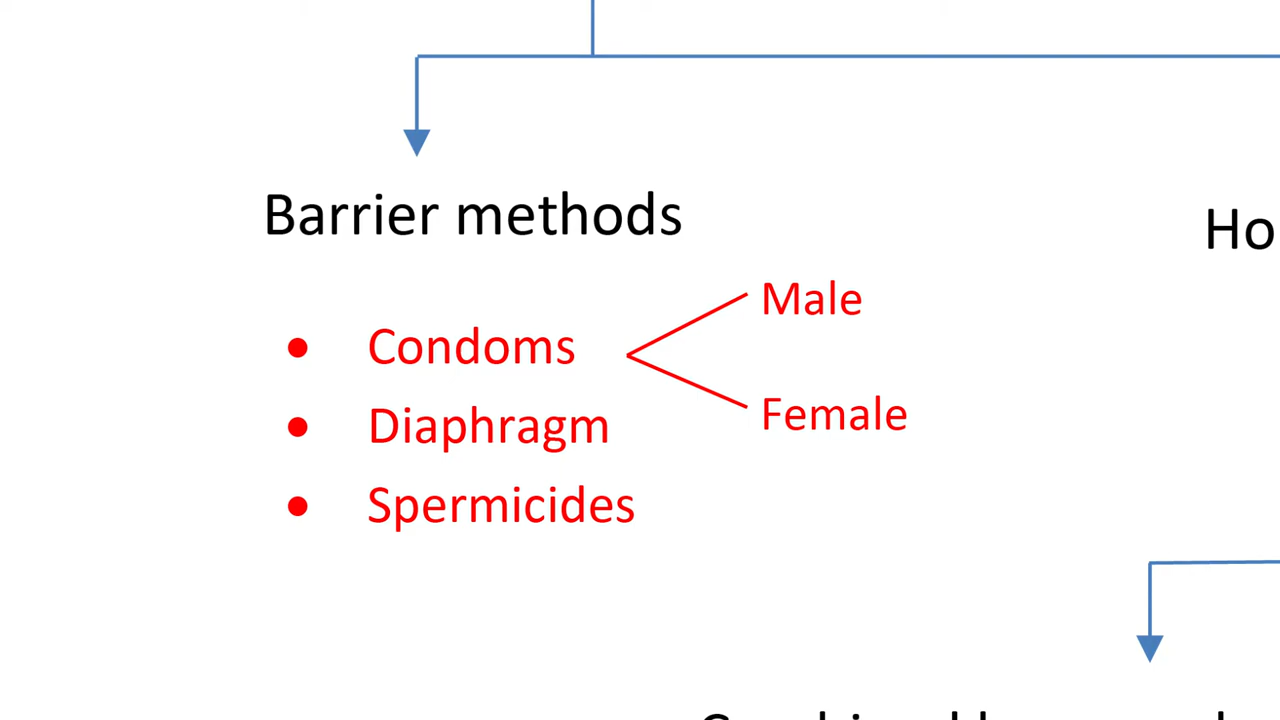 Barrier methods
Ho
Male
Condoms
Female
Diaphragm
Spermicides